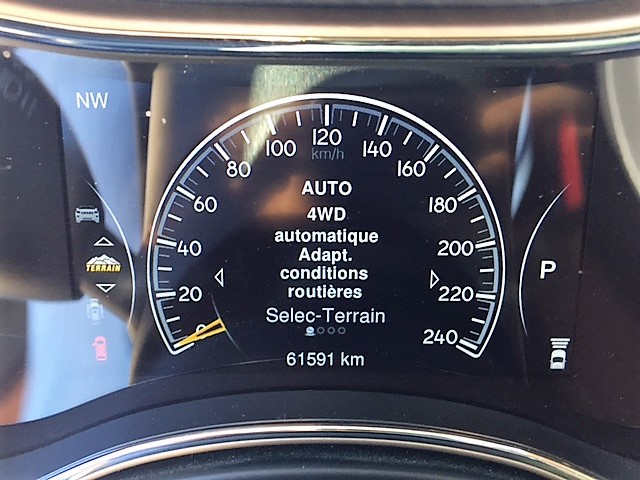 NW
120
100
140
km/h
80
160
60
AUTO
180
4WD
automatique
40
Adapt.
200
TERRAIN
conditions
P
20
routières
220
Selec-Terrain
0
240
61591 km